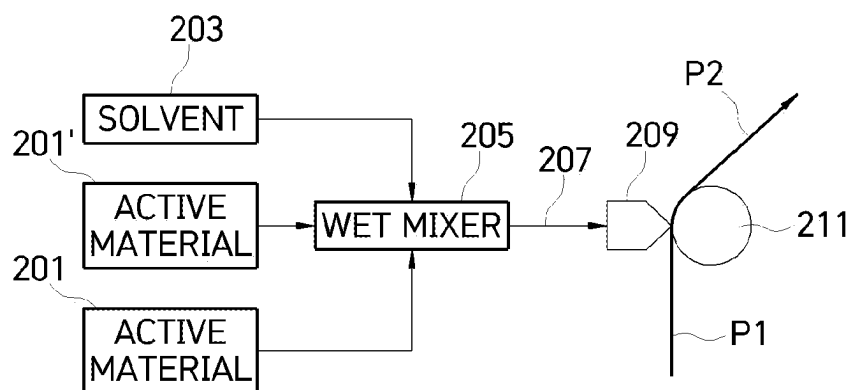 203
SOLVENT
P2
201'
205
209
207
ACTIVE
MATERIAL
WET MIXER
211
201
ACTIVE
MATERIAL
P1